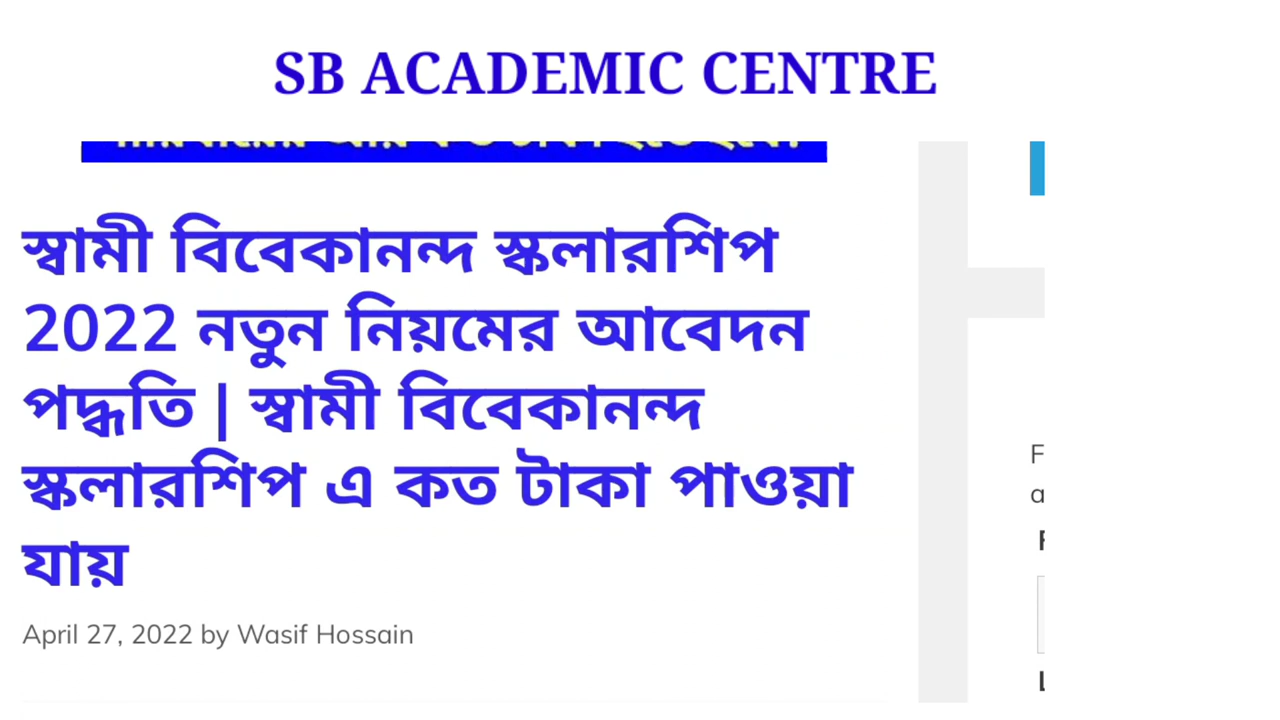 SB ACADEMIC CENTRE
স্বামী বিবেকানন্দ স্কলারশিপ
2022 নতুন নিয়মের আবেদন
পদ্ধতি | স্বামী বিবেকানন্দ
স্কলারশিপ এ কত টাকা পাওয়া
যায়
April 27, 2022 by Wasif Hossain